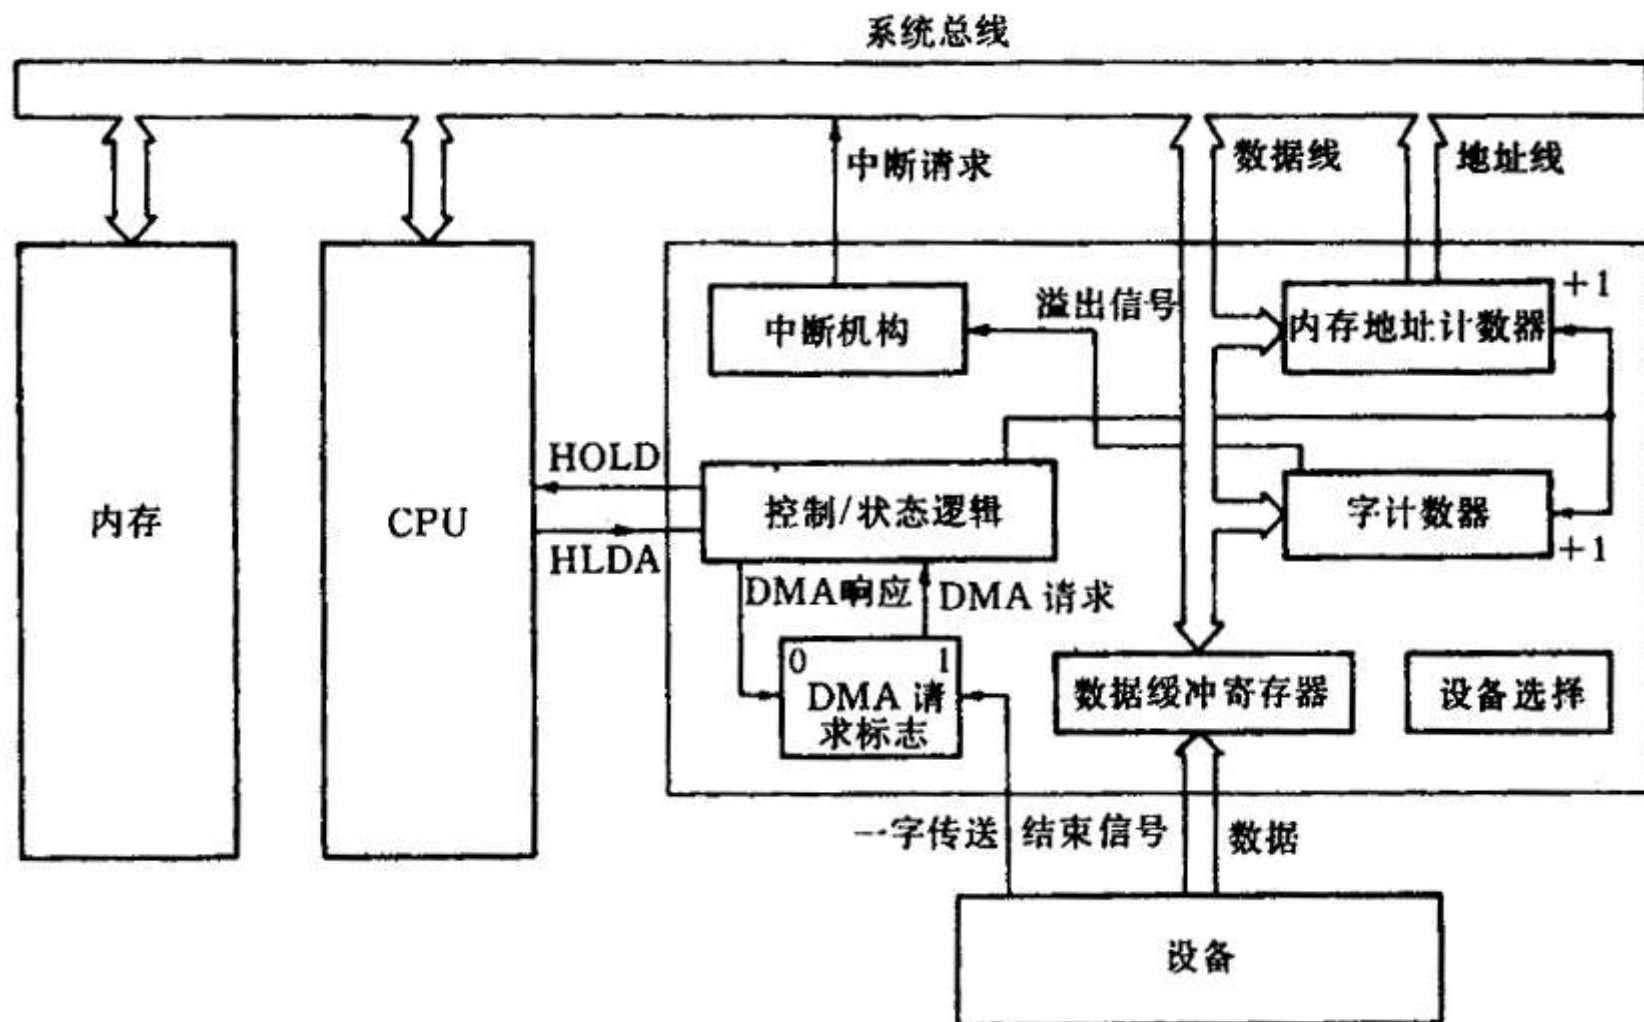 系统总线
中断请求
数据线
地址线
+1
溢出信号
中断机构
内存地址计数器
HOLD
控制/状态逻辑
字计数器
内存
CPU
HLDA
+1
DMA响应
DMA 请求
0
1
DMA 请
求标志
数据缓冲寄存器
设备选择
一字传送
结束信号
数据
设备